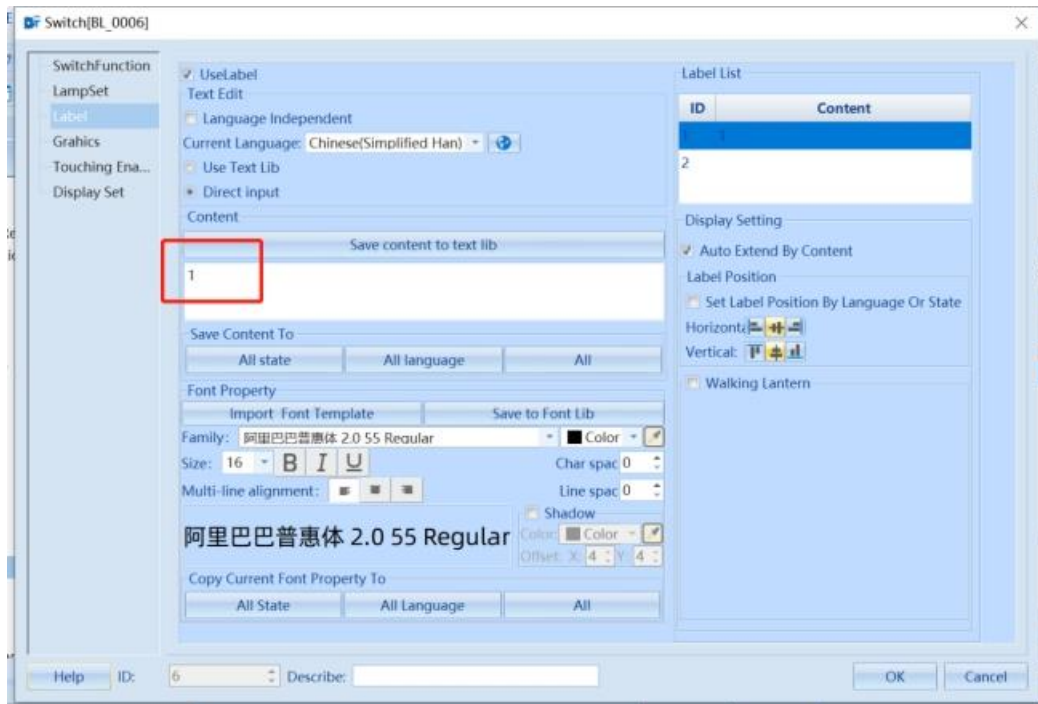 Switch[BL_0006]
SwitchFunction
LampSet
Label
Grahics
Touching Ena...
Display Set
UseLabel
Text Edit
Language Independent
Current Language: Chinese(Simplified Han)
Use Text Lib
Direct input
Content
Save content to text lib
1
Save Content To
All state All language All
Font Property
Import Font Template Save to Font Lib
Family: 阿里巴巴普惠体 2.0 55 Regular Color
Size: 16 B I U Char spac 0
Multi-line alignment: Line spac 0
Shadow
阿里巴巴普惠体 2.0 55 Regular
Color: Color
Offset: X: 4 Y: 4
Copy Current Font Property To
All State All Language All
Label List
ID Content
1 1
2
Display Setting
Auto Extend By Content
Label Position
Set Label Position By Language Or State
Horizonta
Vertical:
Walking Lantern
Help ID: 6 Describe: OK Cancel